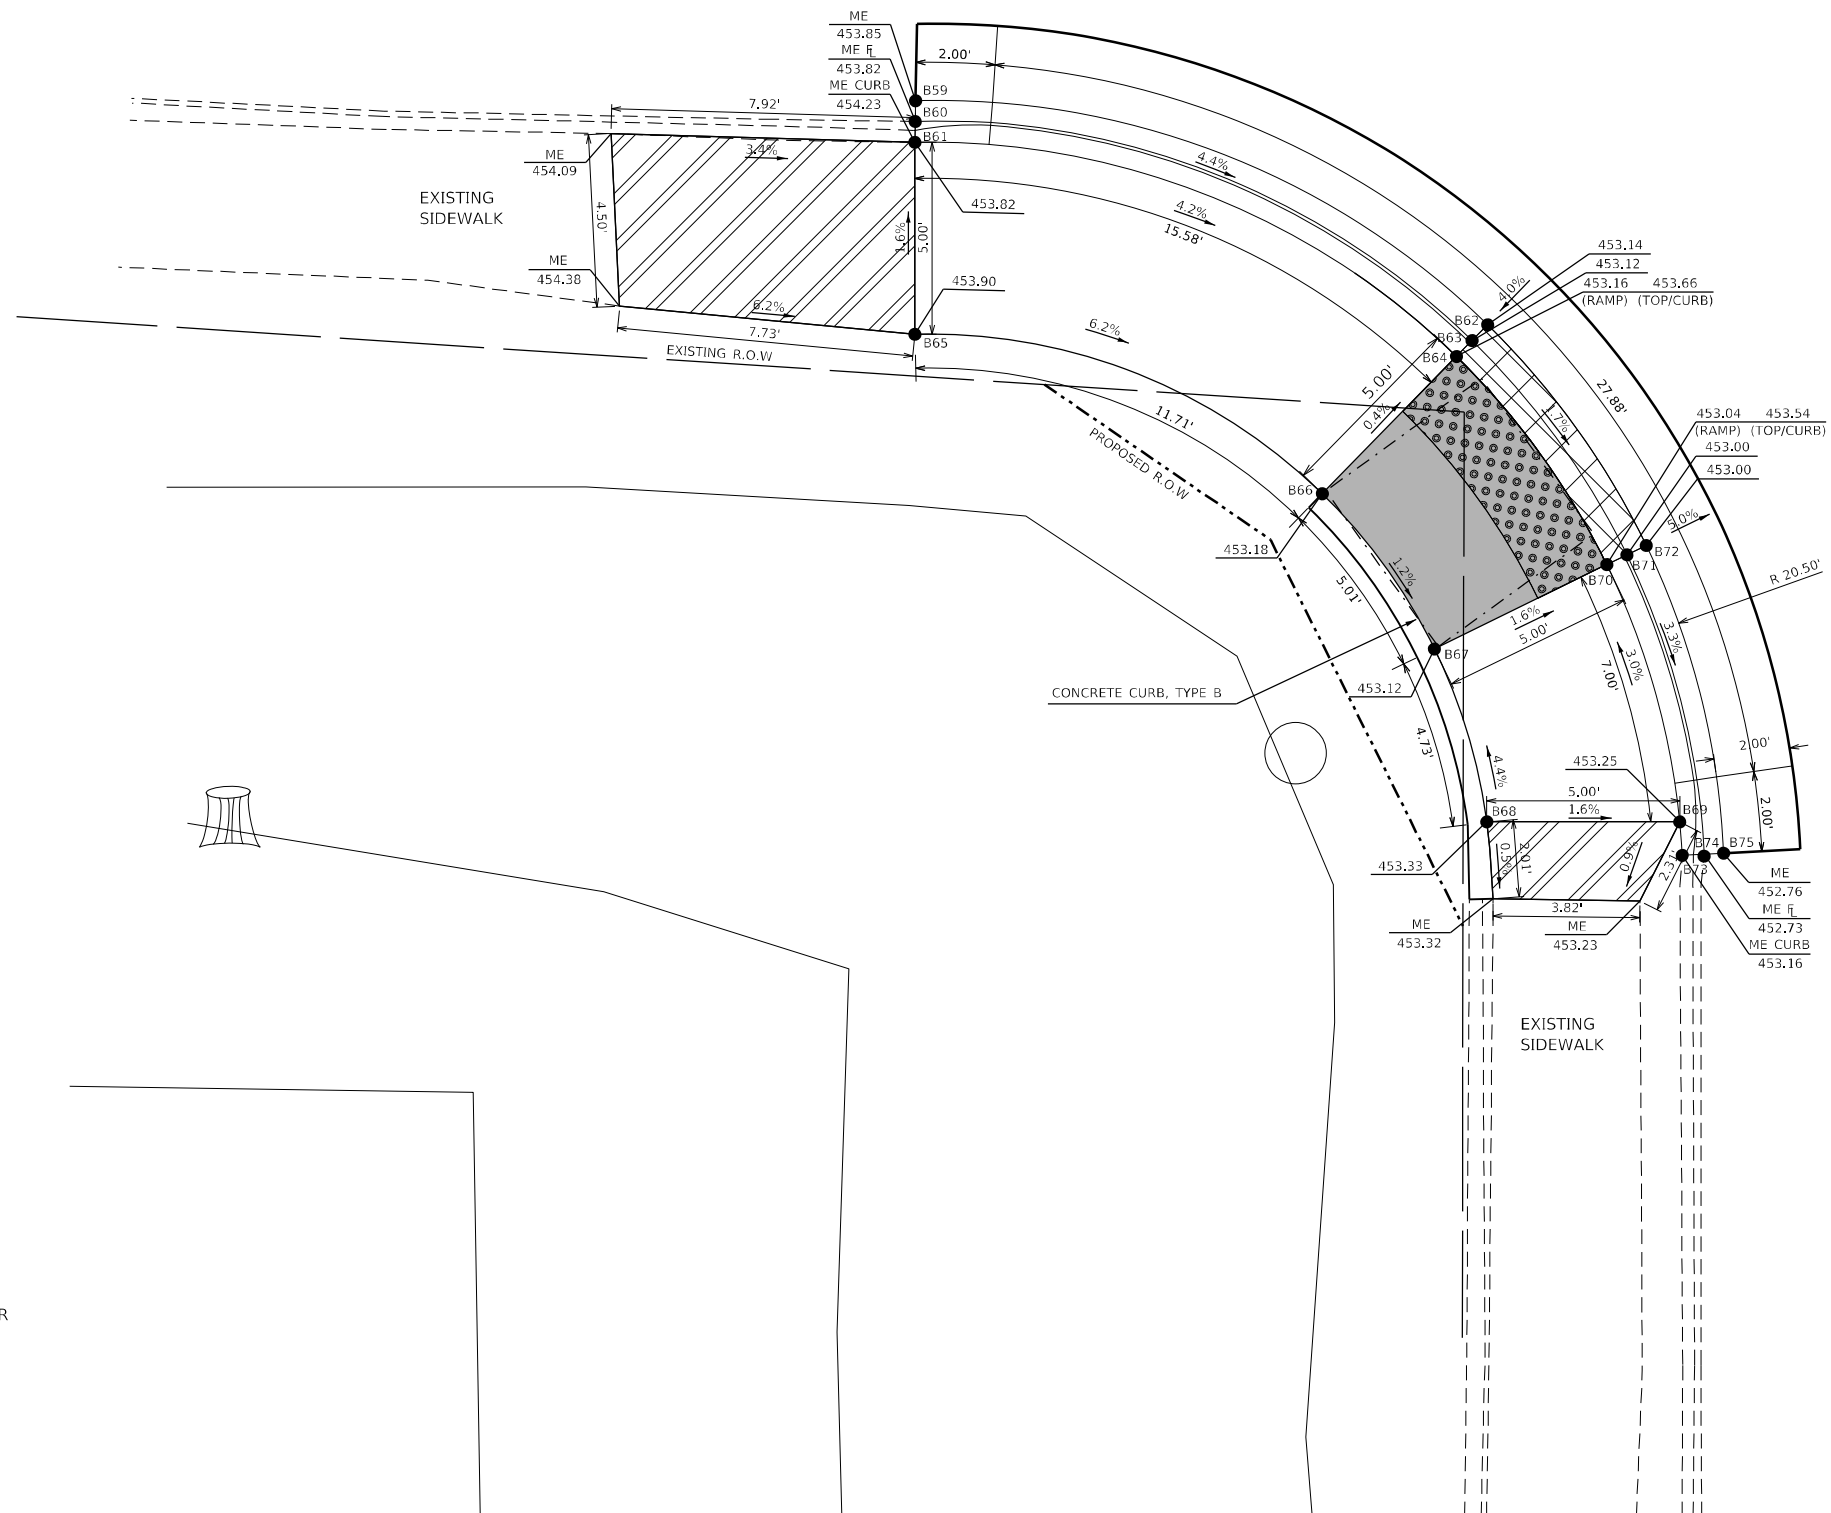 ME
453.85
ME FL
453.82
ME CURB
454.23
2.00'
B59
B60
B61
7.92'
3.4%
ME
454.09
EXISTING
SIDEWALK
4.50'
ME
454.38
1.6%
5.00'
453.82
453.90
6.2%
7.73'
B65
EXISTING R.O.W
4.4%
4.2%
15.58'
6.2%
11.71'
PROPOSED R.O.W
453.14
453.12
453.16 453.66
(RAMP) (TOP/CURB)
4.0%
B62
B63
B64
5.00'
0.4%
27.88'
1.7%
453.04 453.54
(RAMP) (TOP/CURB)
453.00
453.00
5.0%
B66
453.18
1.2%
5.01'
B72
B71
B70
R 20.50'
1.6%
5.00'
3.3%
3.0%
7.00'
B67
453.12
CONCRETE CURB, TYPE B
4.73'
4.4%
453.25
2.00'
5.00'
1.6%
B68
B69
2.00'
453.33
0.5%
2.01'
0.9%
2.31'
B74
B75
B73
ME
452.76
ME FL
452.73
ME CURB
453.16
3.82'
ME
453.32
ME
453.23
EXISTING
SIDEWALK
R